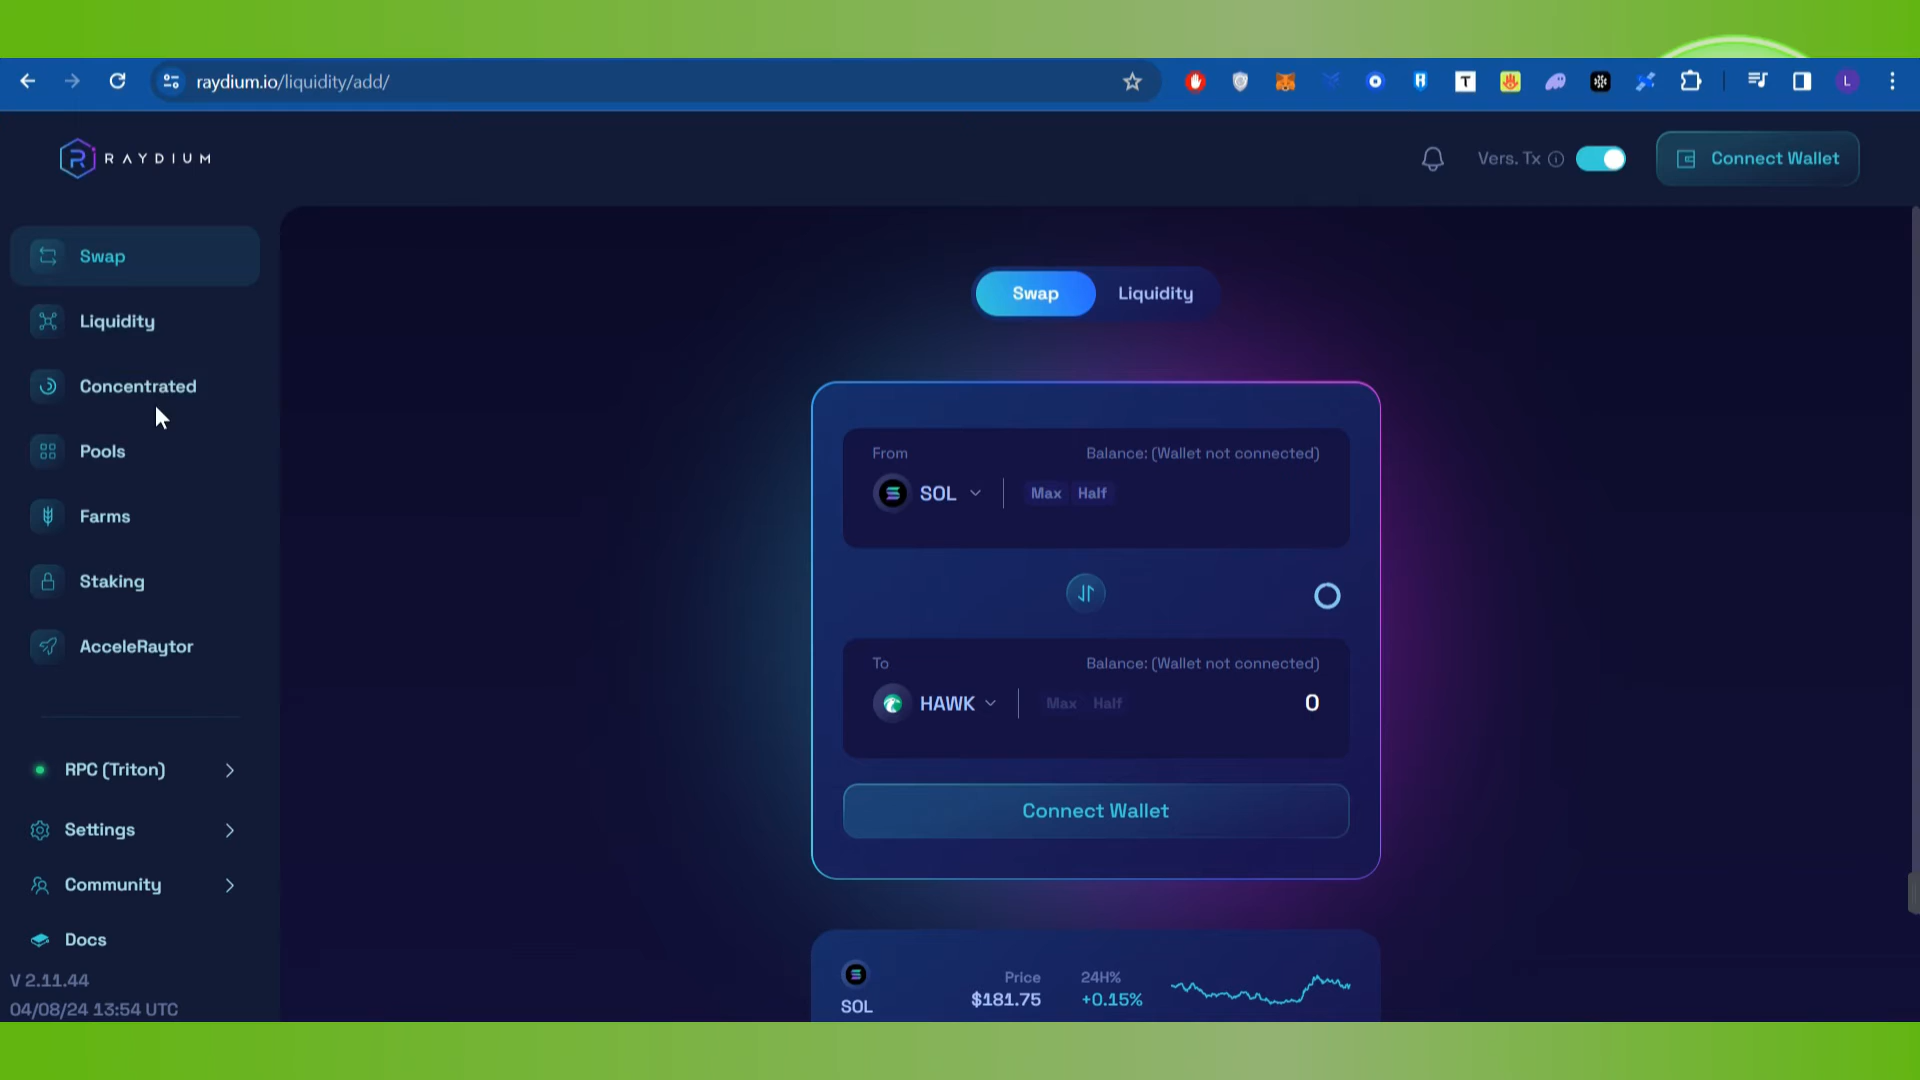 raydium.io/liquidity/add/
T
L
RAYDIUM
Vers. Tx
Connect Wallet
Swap
Liquidity
Concentrated
Pools
Farms
Staking
AcceleRaytor
RPC (Triton)
Settings
Community
Docs
V 2.11.44
04/08/24 13:54 UTC
Swap Liquidity
From Balance: (Wallet not connected)
SOL Max Half
To Balance: (Wallet not connected)
HAWK Max Half 0
Connect Wallet
Price 24H%
SOL $181.75 +0.15%